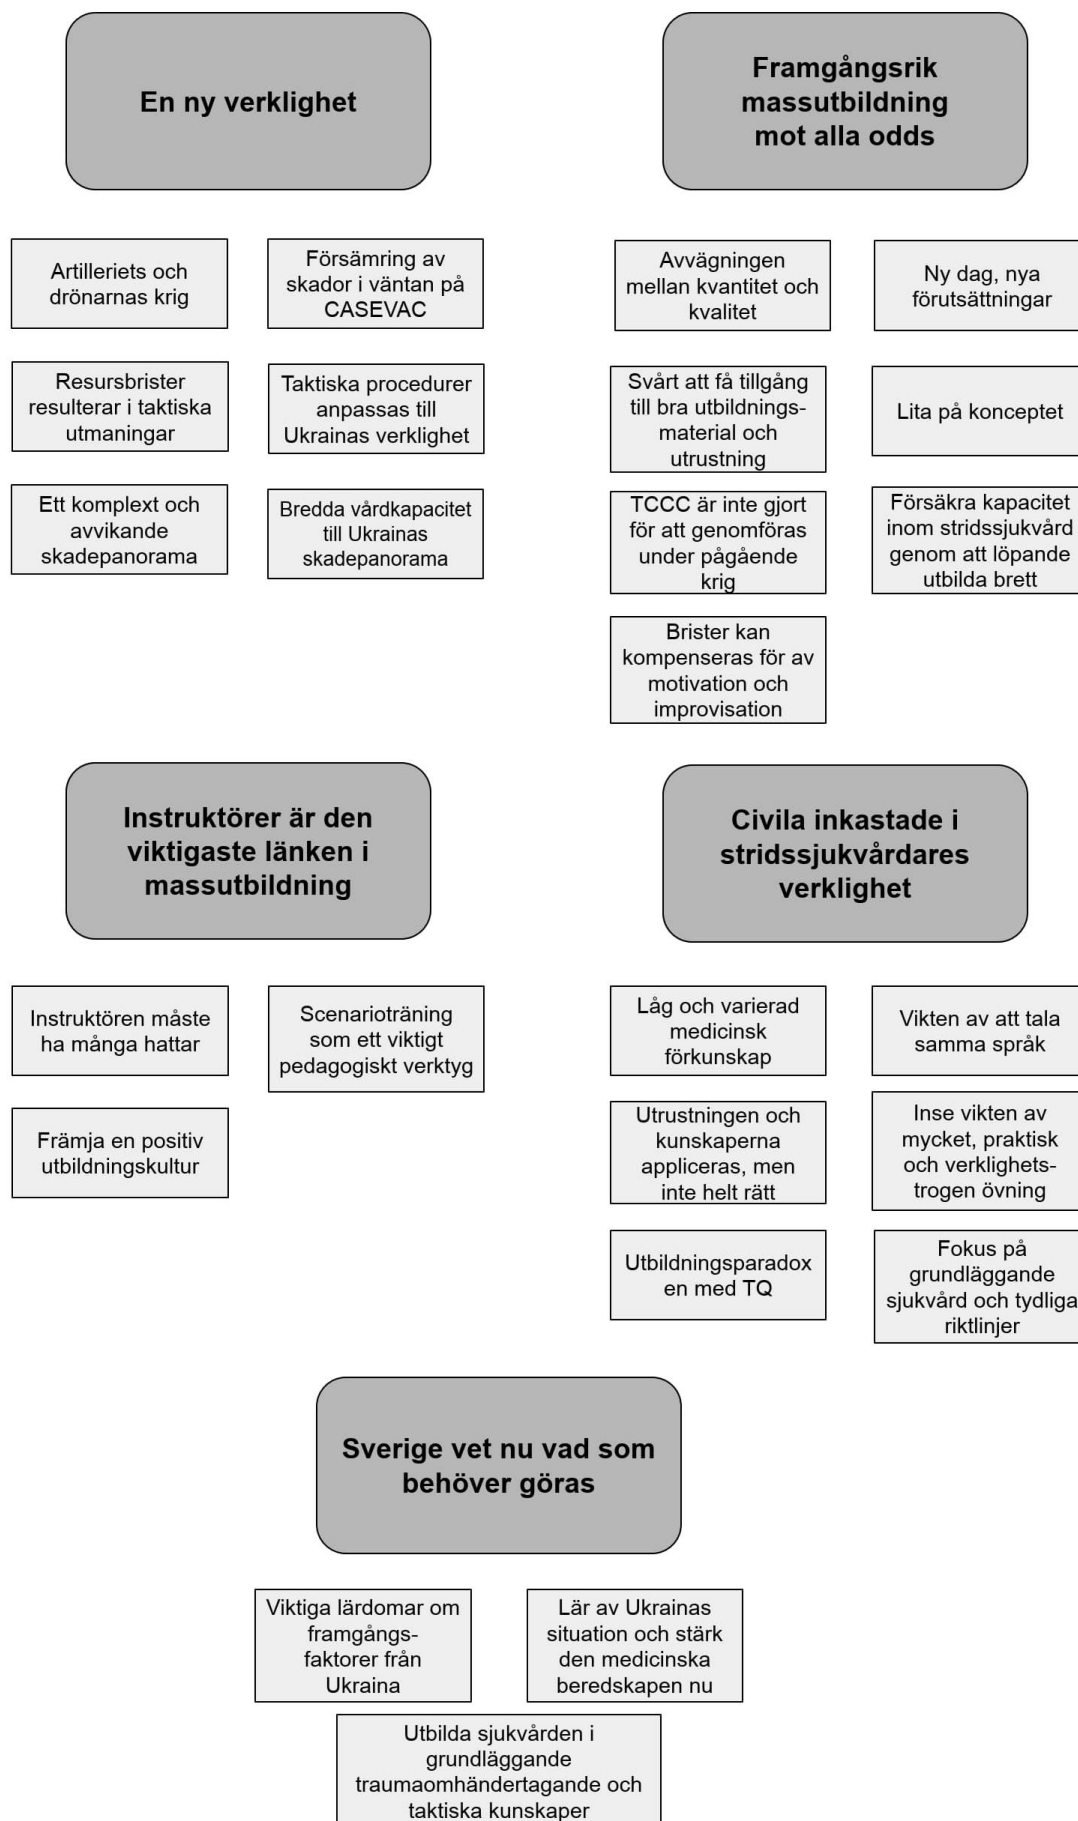 En ny verklighet
Framgångsrik
massutbildning
mot alla odds
Artilleriets och
drönarnas krig
Försämring av
skador i väntan på
CASEVAC
Resursbrister
resulterar i taktiska
utmaningar
Taktiska procedurer
anpassas till
Ukrainas verklighet
Ett komplext och
avvikande
skadepanorama
Bredda vårdkapacitet
till Ukrainas
skadepanorama
Avvägningen
mellan kvantitet och
kvalitet
Ny dag, nya
förutsättningar
Svårt att få tillgång
till bra utbildnings-
material och
utrustning
Lita på konceptet
TCCC är inte gjort
för att genomföras
under pågående
krig
Försäkra kapacitet
inom stridssjukvård
genom att löpande
utbilda brett
Brister kan
kompenseras för av
motivation och
improvisation
Instruktörer är den
viktigaste länken i
massutbildning
Civila inkastade i
stridssjukvårdares
verklighet
Instruktören måste
ha många hattar
Scenarioträning
som ett viktigt
pedagogiskt verktyg
Främja en positiv
utbildningskultur
Låg och varierad
medicinsk
förkunskap
Vikten av att tala
samma språk
Utrustningen och
kunskaperna
appliceras, men
inte helt rätt
Inse vikten av
mycket, praktisk
och verklighets-
trogen övning
Utbildningsparadox
en med TQ
Fokus på
grundläggande
sjukvård och tydliga
riktlinjer
Sverige vet nu vad som
behöver göras
Viktiga lärdomar om
framgångs-
faktorer från
Ukraina
Lär av Ukrainas
situation och stärk
den medicinska
beredskapen nu
Utbilda sjukvården i
grundläggande
traumaomhändertagande och
taktiska kunskaper